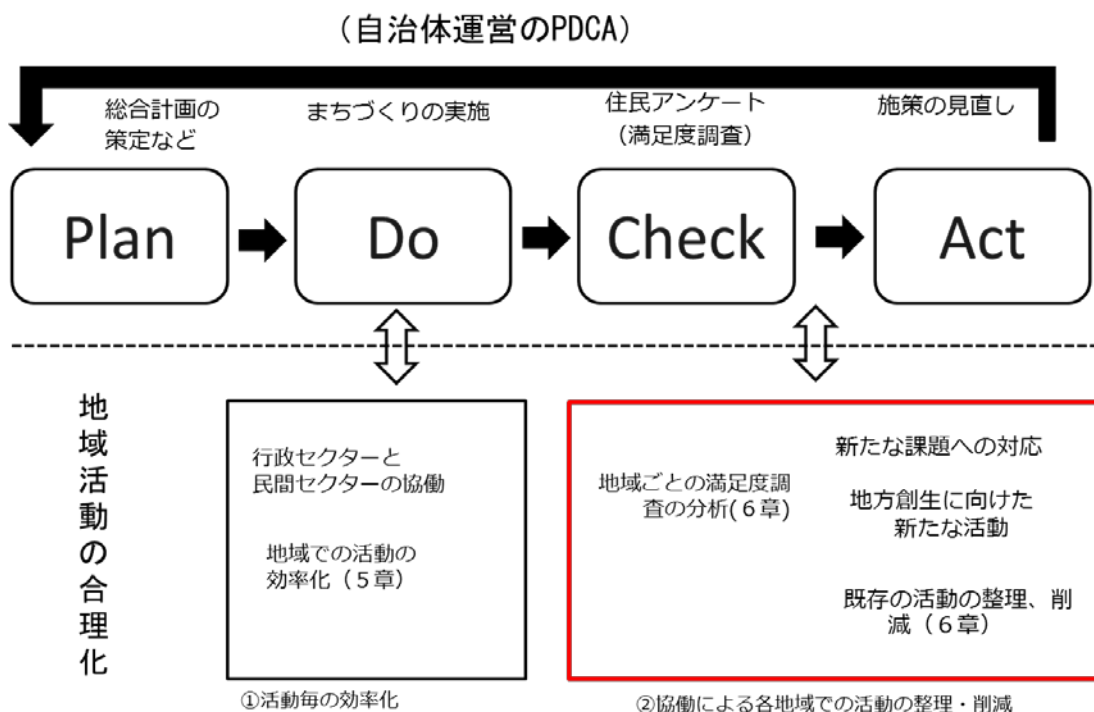 （自治体運営のPDCA）
総合計画の
策定など
まちづくりの実施
住民アンケート
（満足度調査）
施策の見直し
Plan
Do
Check
Act
地域活動の合理化
行政セクターと
民間セクターの協働
地域での活動の
効率化（５章）
①活動毎の効率化
地域ごとの満足度調
査の分析(６章)
新たな課題への対応
地方創生に向けた
新たな活動
既存の活動の整理、削
減（６章）
②協働による各地域での活動の整理・削減